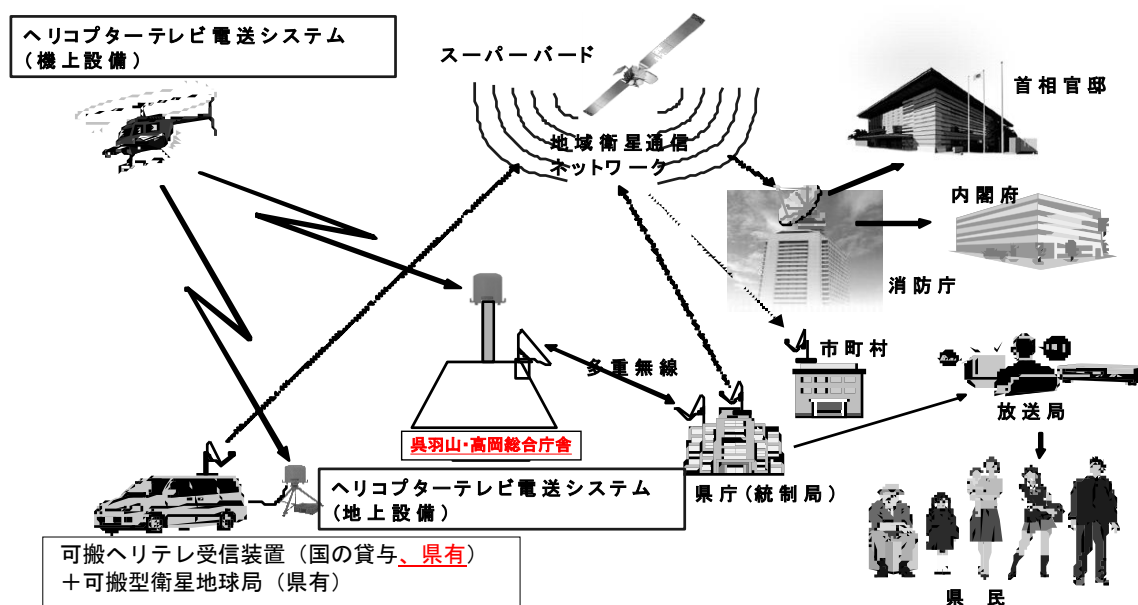 ヘリコプターテレビ電送システム
(機上設備)
スーパーバード
首相官邸
地域衛星通信
ネットワーク
内閣府
消防庁
市町村
多重無線
放送局
呉羽山・高岡総合庁舎
ヘリコプターテレビ電送システム
(地上設備)
県庁(統制局)
可搬ヘリテレ受信装置(国の貸与、県有)
+可搬型衛星地球局(県有)
県民